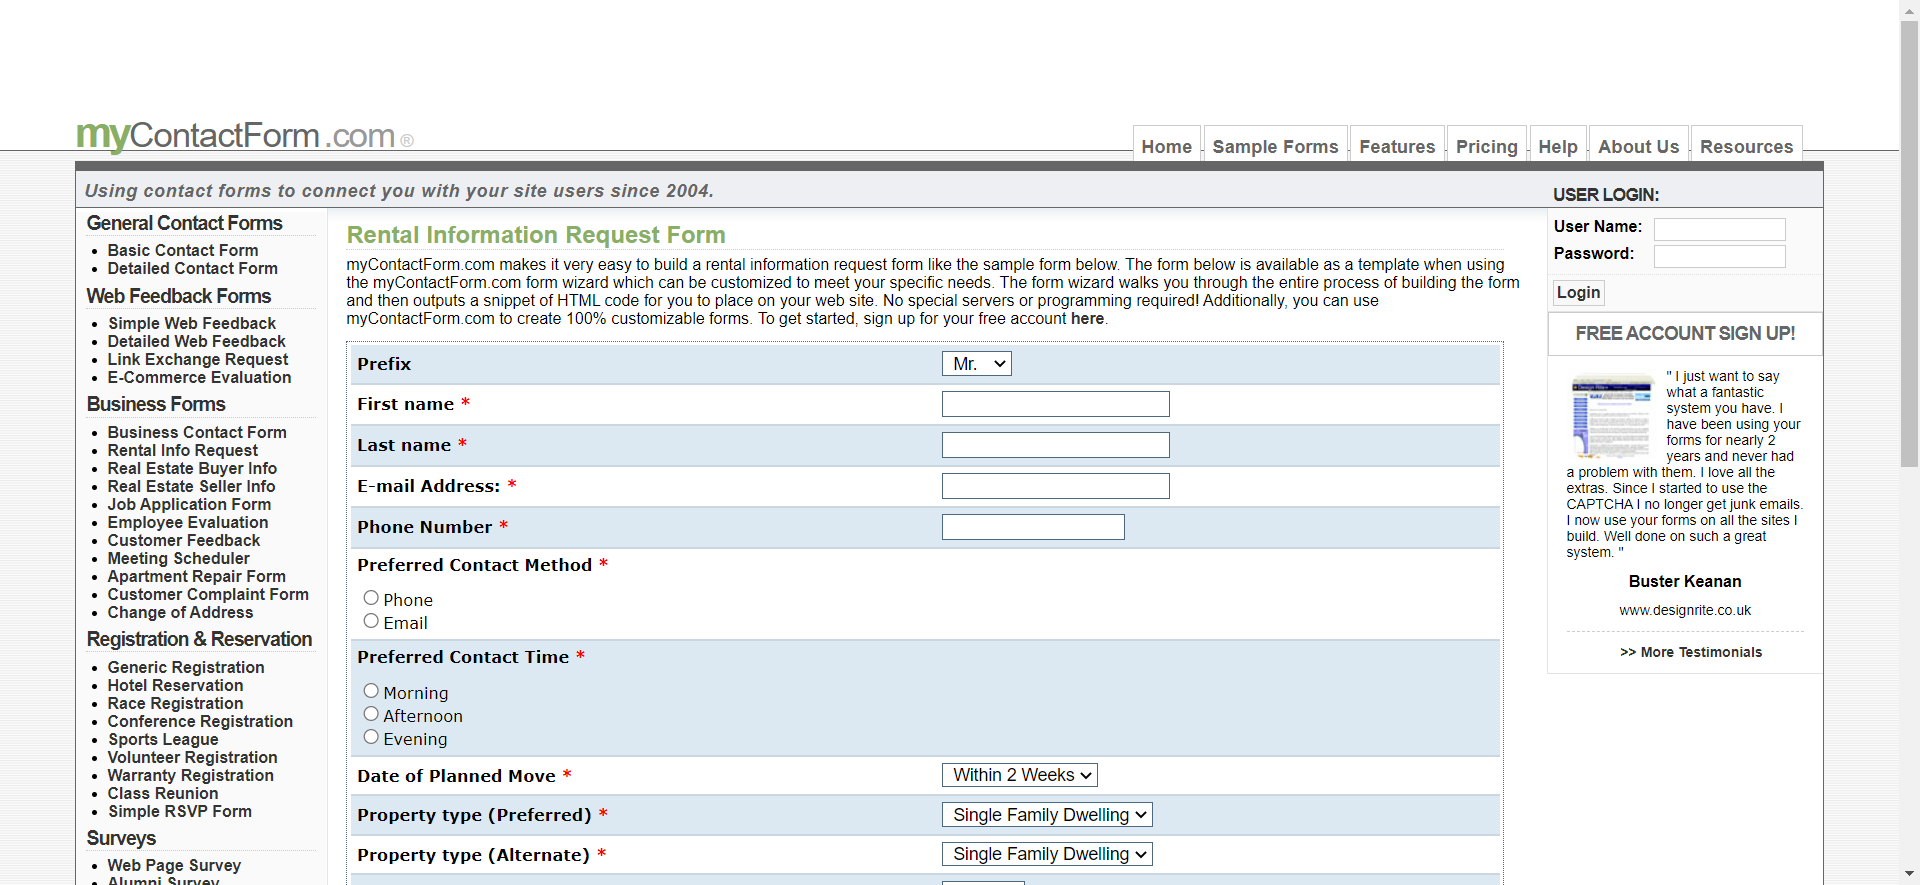 myContactForm.com®
Home
Sample Forms
Features
Pricing
Help
About Us
Resources
Using contact forms to connect you with your site users since 2004.
General Contact Forms
Basic Contact Form
Detailed Contact Form
Web Feedback Forms
Simple Web Feedback
Detailed Web Feedback
Link Exchange Request
E-Commerce Evaluation
Business Forms
Business Contact Form
Rental Info Request
Real Estate Buyer Info
Real Estate Seller Info
Job Application Form
Employee Evaluation
Customer Feedback
Meeting Scheduler
Apartment Repair Form
Customer Complaint Form
Change of Address
Registration & Reservation
Generic Registration
Hotel Reservation
Race Registration
Conference Registration
Sports League
Volunteer Registration
Warranty Registration
Class Reunion
Simple RSVP Form
Surveys
Web Page Survey
Alumni Survey
Rental Information Request Form
myContactForm.com makes it very easy to build a rental information request form like the sample form below. The form below is available as a template when using
the myContactForm.com form wizard which can be customized to meet your specific needs. The form wizard walks you through the entire process of building the form
and then outputs a snippet of HTML code for you to place on your web site. No special servers or programming required! Additionally, you can use
myContactForm.com to create 100% customizable forms. To get started, sign up for your free account here.
Prefix
Mr.
First name *
Last name *
E-mail Address: *
Phone Number *
Preferred Contact Method *
Phone
Email
Preferred Contact Time *
Morning
Afternoon
Evening
Date of Planned Move *
Within 2 Weeks
Property type (Preferred) *
Single Family Dwelling
Property type (Alternate) *
Single Family Dwelling
USER LOGIN:
User Name:
Password:
Login
FREE ACCOUNT SIGN UP!
" I just want to say
what a fantastic
system you have. I
have been using your
forms for nearly 2
years and never had
a problem with them. I love all the
extras. Since I started to use the
CAPTCHA I no longer get junk emails.
I now use your forms on all the sites I
build. Well done on such a great
system. "
Buster Keanan
www.designrite.co.uk
>> More Testimonials